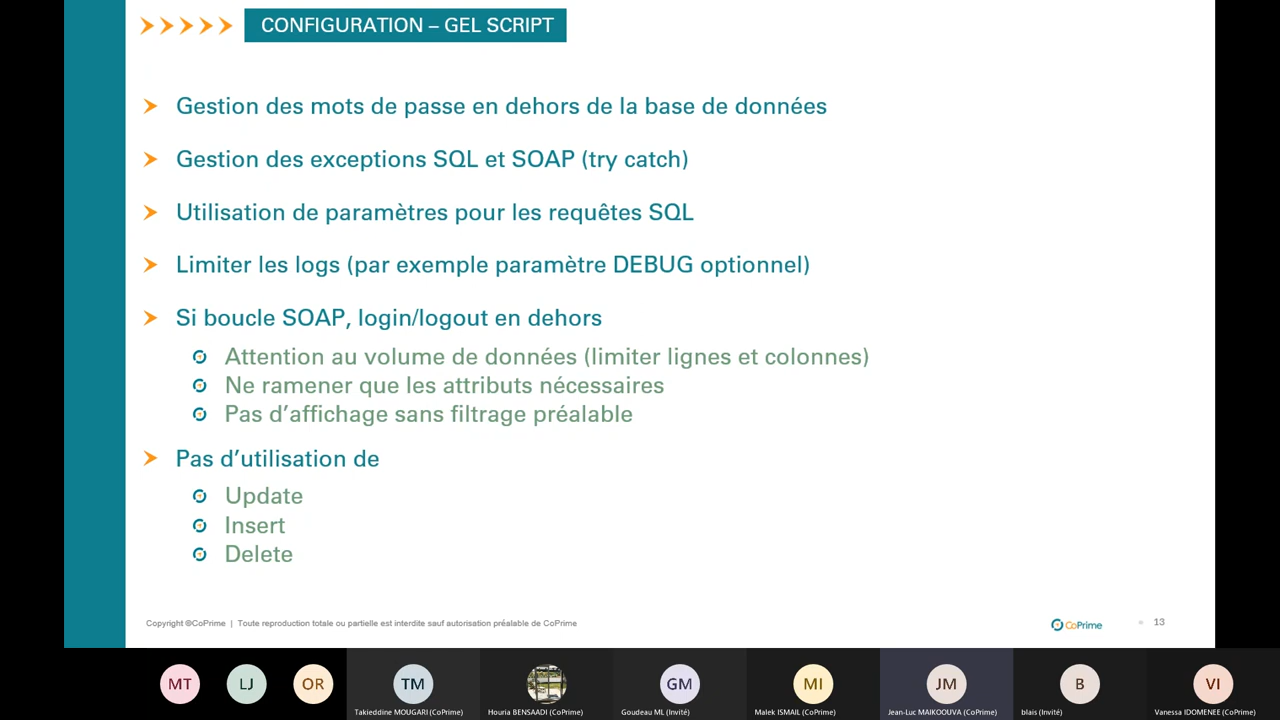 CONFIGURATION – GEL SCRIPT
Gestion des mots de passe en dehors de la base de données
Gestion des exceptions SQL et SOAP (try catch)
Utilisation de paramètres pour les requêtes SQL
Limiter les logs (par exemple paramètre DEBUG optionnel)
Si boucle SOAP, login/logout en dehors
Attention au volume de données (limiter lignes et colonnes)
Ne ramener que les attributs nécessaires
Pas d’affichage sans filtrage préalable
Pas d’utilisation de
Update
Insert
Delete
Copyright ©CoPrime | Toute reproduction totale ou partielle est interdite sauf autorisation préalable de CoPrime
CoPrime
13
MT LJ OR TM GM MI JM B VI
Takieddine MOUGARI (CoPrime) Houria BENSAADI (CoPrime) Goudeau ML (Invité) Malek ISMAIL (CoPrime) Jean-Luc MAIKOOUVA (CoPrime) blais (Invité) Vanessa IDOMENEE (CoPrime)